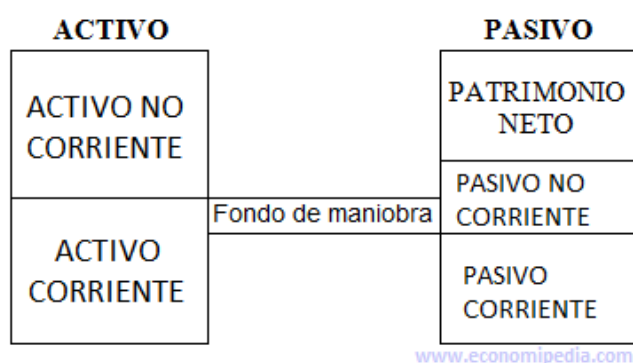 ACTIVO
ACTIVO NO
CORRIENTE
ACTIVO
CORRIENTE
Fondo de maniobra
PASIVO
PATRIMONIO
NETO
PASIVO NO
CORRIENTE
PASIVO
CORRIENTE
www.economipedia.com